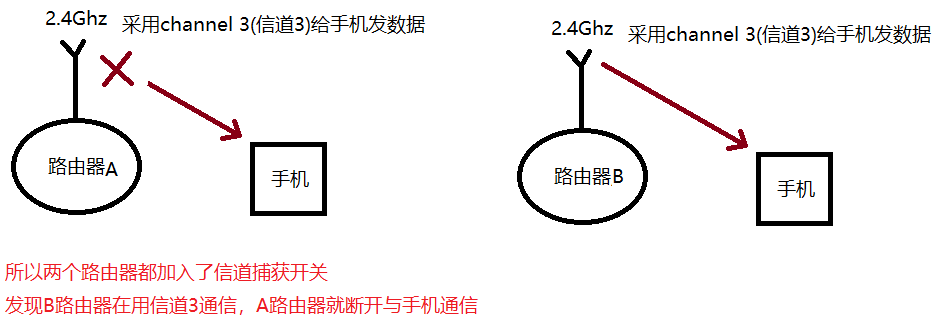 2.4Ghz 采用channel 3(信道3)给手机发数据
路由器A
手机
2.4Ghz 采用channel 3(信道3)给手机发数据
路由器B
手机
所以两个路由器都加入了信道捕获开关
发现B路由器在用信道3通信，A路由器就断开与手机通信